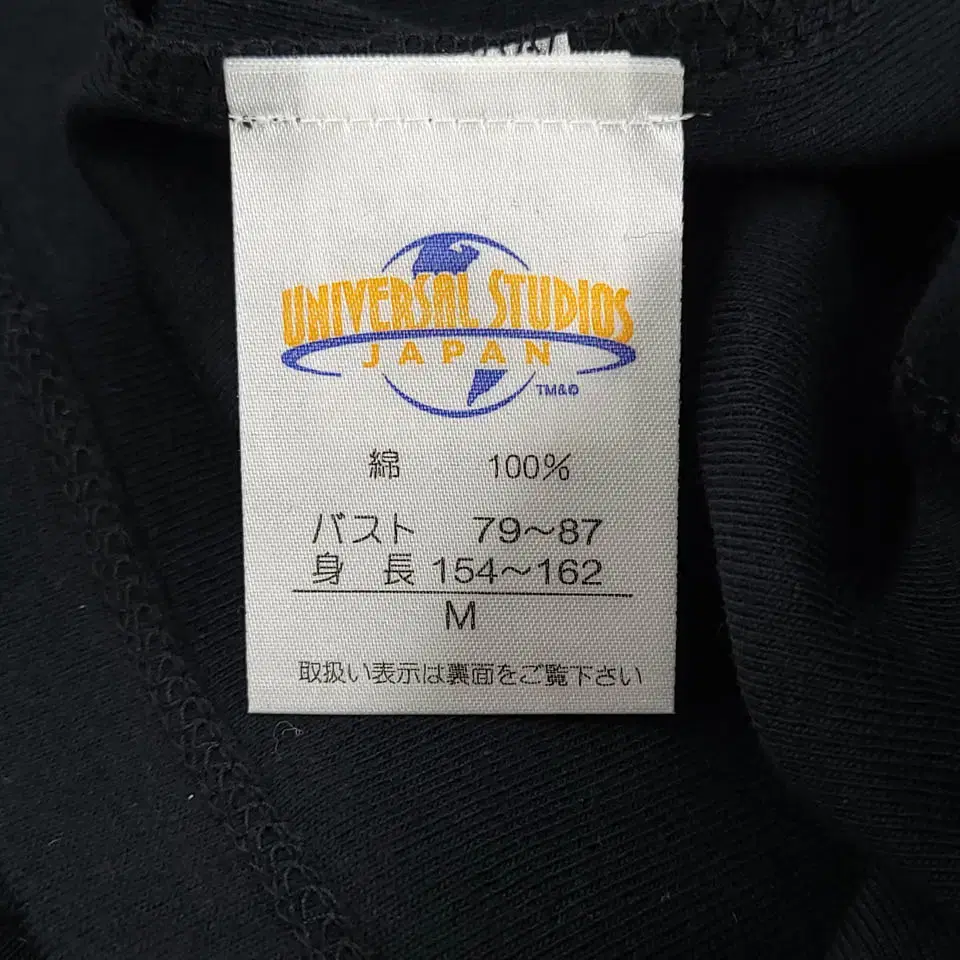 UNIVERSAL STUDIOS
JAPAN
TM&©
綿 100%
バスト 79～87
身 長 154～162
M
取扱い表示は裏面をご覧下さい